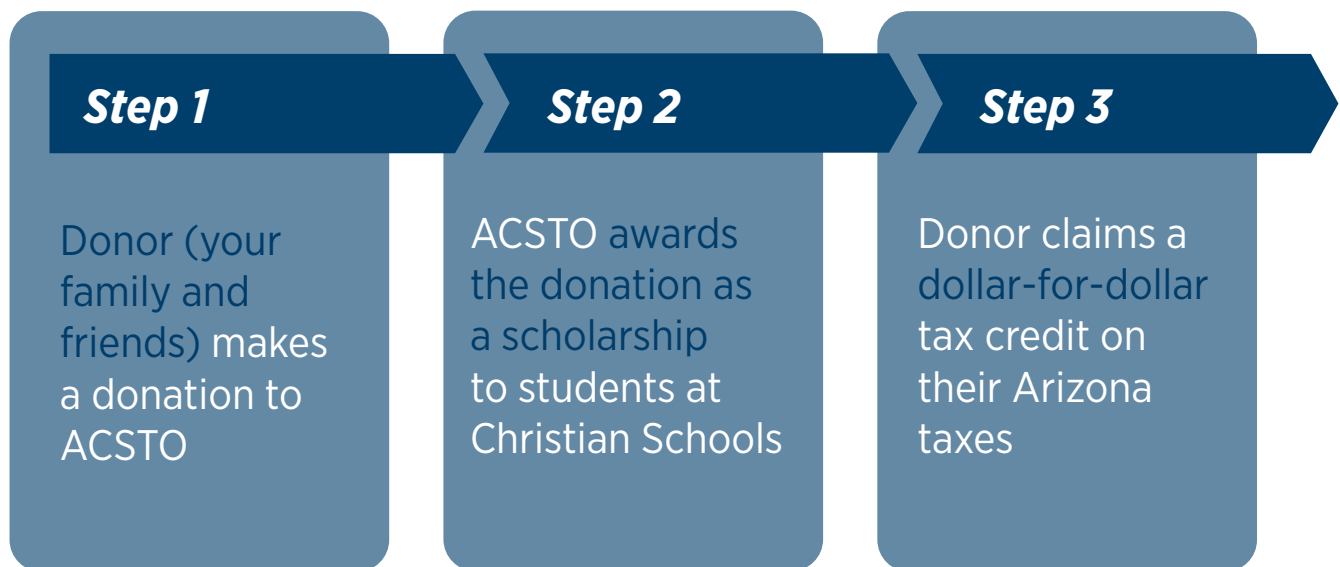 Step 1
Donor (your
family and
friends) makes
a donation to
ACSTO
Step 2
ACSTO awards
the donation as
a scholarship
to students at
Christian Schools
Step 3
Donor claims a
dollar-for-dollar
tax credit on
their Arizona
taxes